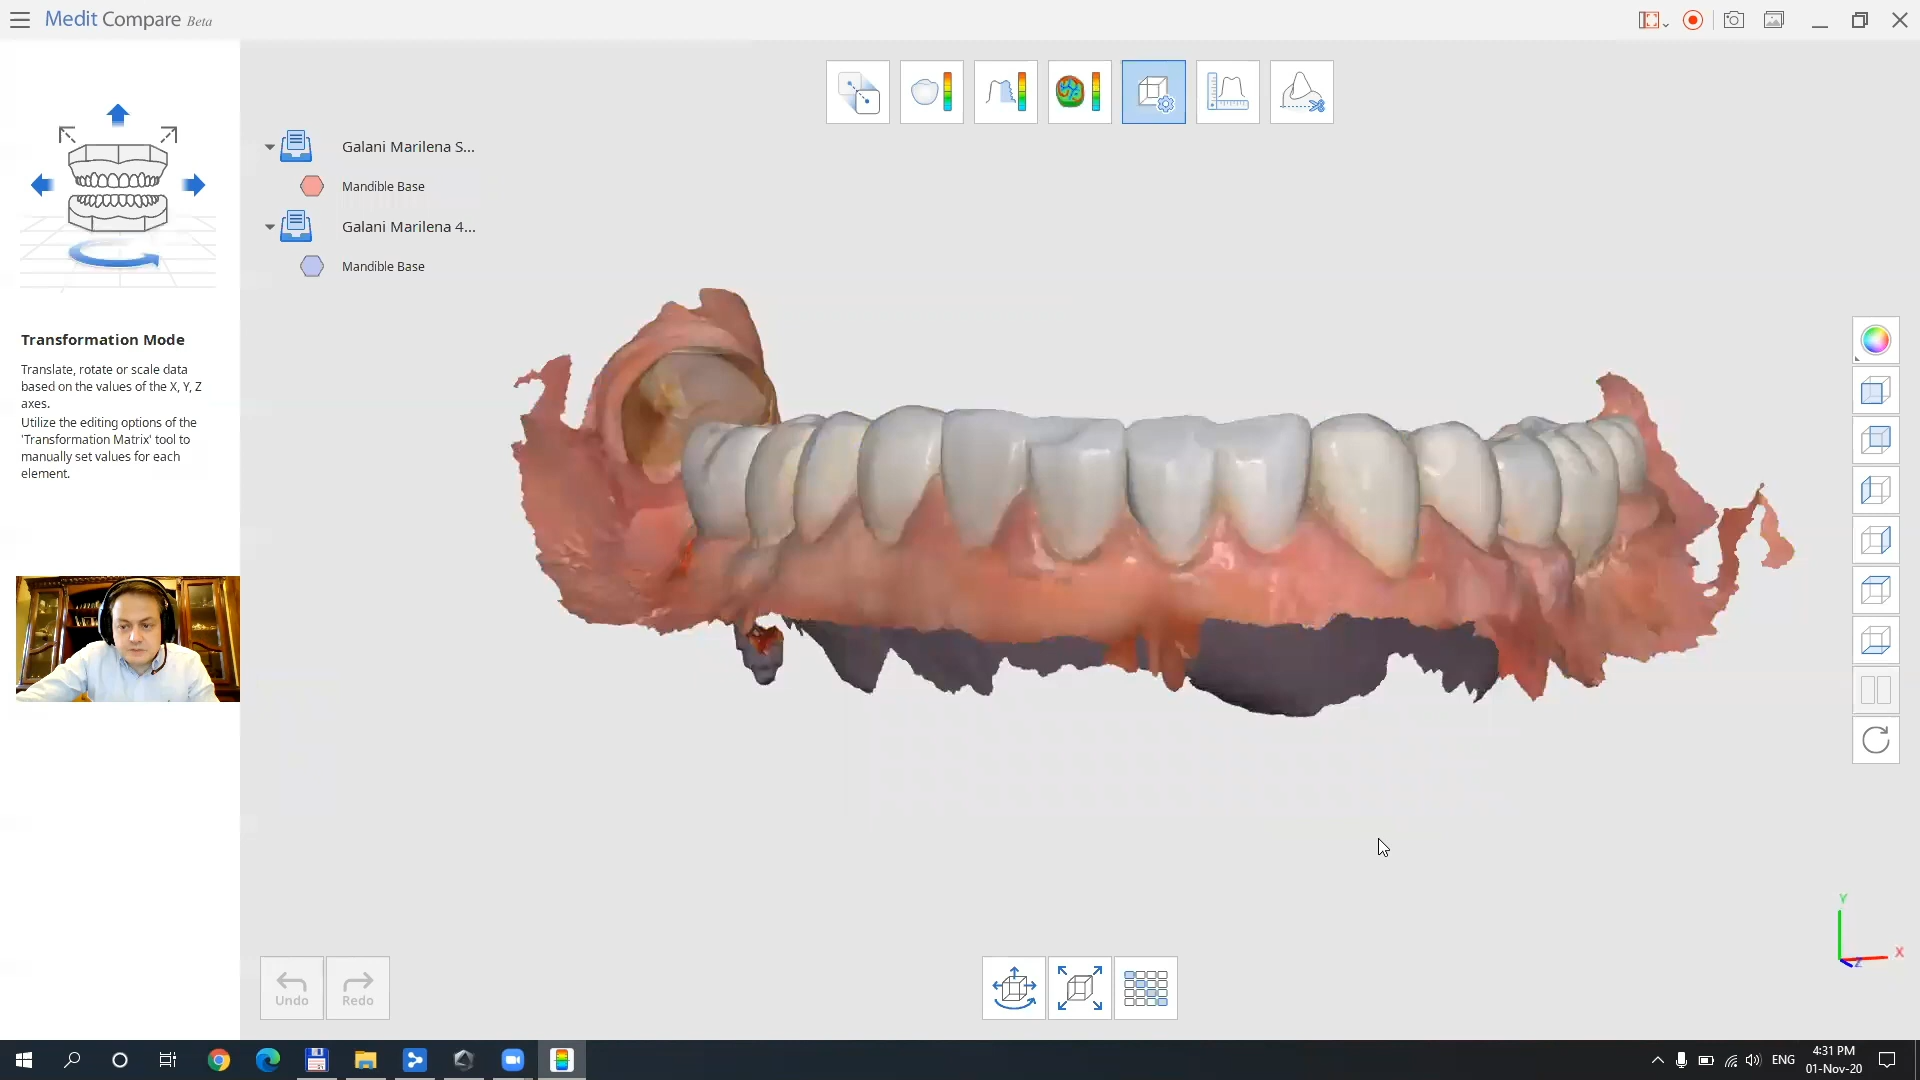 Medit Compare Beta
Galani Marilena S...
Mandible Base
Galani Marilena 4...
Mandible Base
Transformation Mode
Translate, rotate or scale data
based on the values of the X, Y, Z
axes.
Utilize the editing options of the
'Transformation Matrix' tool to
manually set values for each
element.
Y
X
Z
Undo
Redo
ENG
4:31 PM
01-Nov-20